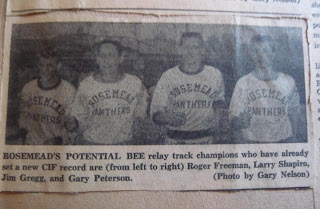 y Gary Nelson)
ROSEMEAD
PANTHERS
ROSEMEAD
PANTHERS
ROSEMEAD
PANTHERS
ROSEMEAD
PANTHERS
ROSEMEAD'S POTENTIAL BEE relay track champions who have already
set a new CIF record are (from left to right) Roger Freeman, Larry Shapiro,
Jim Gregg, and Gary Peterson. (Photo by Gary Nelson)